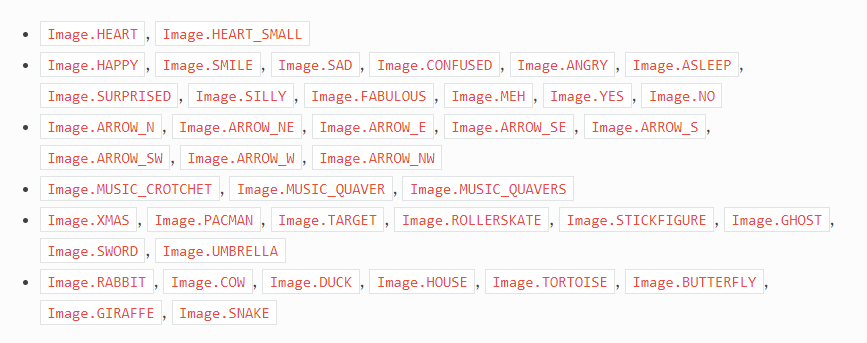 • Image.HEART, Image.HEART_SMALL
• Image.HAPPY, Image.SMILE, Image.SAD, Image.CONFUSED, Image.ANGRY, Image.ASLEEP,
Image.SURPRISED, Image.SILLY, Image.FABULOUS, Image.MEH, Image.YES, Image.NO
• Image.ARROW_N, Image.ARROW_NE, Image.ARROW_E, Image.ARROW_SE, Image.ARROW_S,
Image.ARROW_SW, Image.ARROW_W, Image.ARROW_NW
• Image.MUSIC_CROTCHET, Image.MUSIC_QUAVER, Image.MUSIC_QUAVERS
• Image.XMAS, Image.PACMAN, Image.TARGET, Image.ROLLERSKATE, Image.STICKFIGURE, Image.GHOST,
Image.SWORD, Image.UMBRELLA
• Image.RABBIT, Image.COW, Image.DUCK, Image.HOUSE, Image.TORTOISE, Image.BUTTERFLY,
Image.GIRAFFE, Image.SNAKE